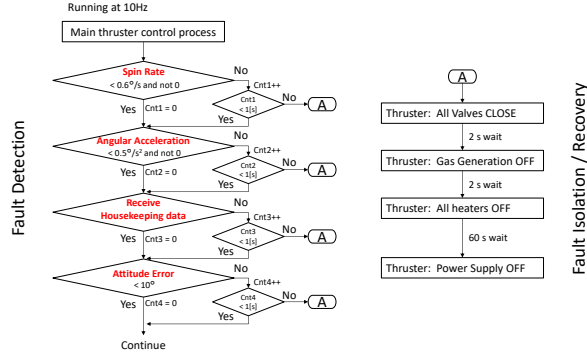 Running at 10Hz
Main thruster control process
Fault Detection
Spin Rate
< 0.6°/s and not 0
No
Cnt1++
Yes
Cnt1 = 0
Cnt1
< 1[s]
No
A
Yes
Angular Acceleration
< 0.5°/s² and not 0
No
Cnt2++
Yes
Cnt2 = 0
Cnt2
< 1[s]
No
A
Yes
Receive
Housekeeping data
No
Cnt3++
Yes
Cnt3 = 0
Cnt3
< 1[s]
No
A
Yes
Attitude Error
< 10°
No
Cnt4++
Yes
Cnt4 = 0
Cnt4
< 1[s]
No
A
Yes
Continue
A
Thruster: All Valves CLOSE
2 s wait
Thruster: Gas Generation OFF
2 s wait
Thruster: All heaters OFF
60 s wait
Thruster: Power Supply OFF
Fault Isolation / Recovery